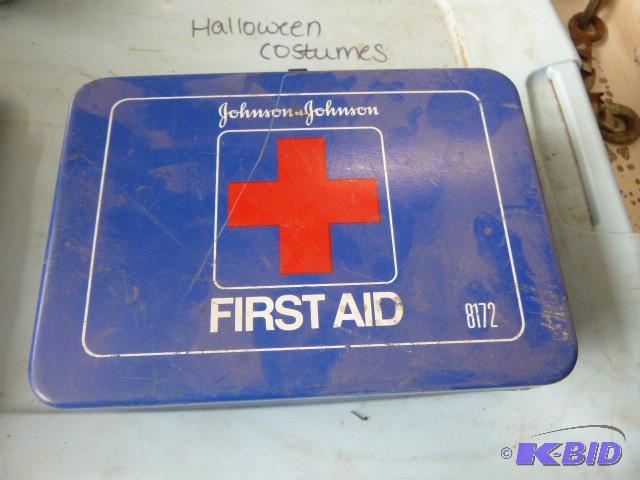 Halloween
costumes
Johnson & Johnson
FIRST AID
8172
© K-BID